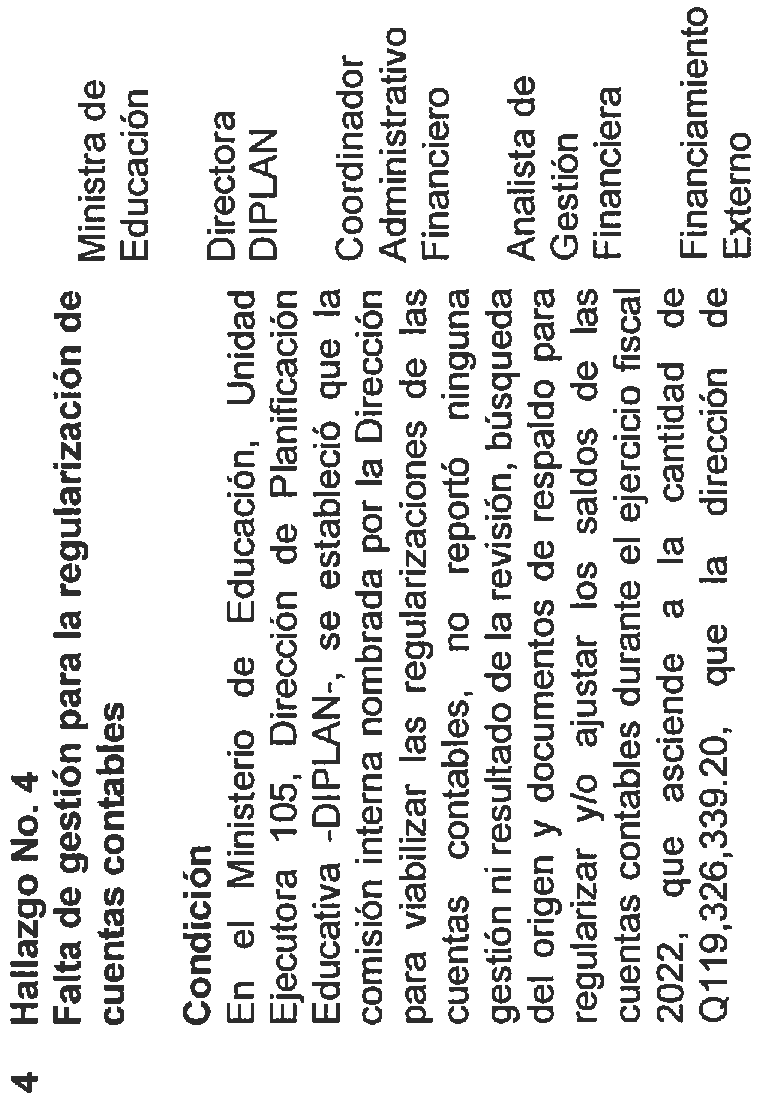 4
Hallazgo No. 4
Falta de gestión para la regularización de
cuentas contables
Condición
En el Ministerio de Educación, Unidad
Ejecutora 105, Dirección de Planificación
Educativa -DIPLAN-, se estableció que la
comisión interna nombrada por la Dirección
para viabilizar las regularizaciones de las
cuentas contables, no reportó ninguna
gestión ni resultado de la revisión, búsqueda
del origen y documentos de respaldo para
regularizar y/o ajustar los saldos de las
cuentas contables durante el ejercicio fiscal
2022, que asciende a la cantidad de
Q119,326,339.20, que la dirección de
Ministra de
Educación
Directora
DIPLAN
Coordinador
Administrativo
Financiero
Analista de
Gestión
Financiera
Financiamiento
Externo